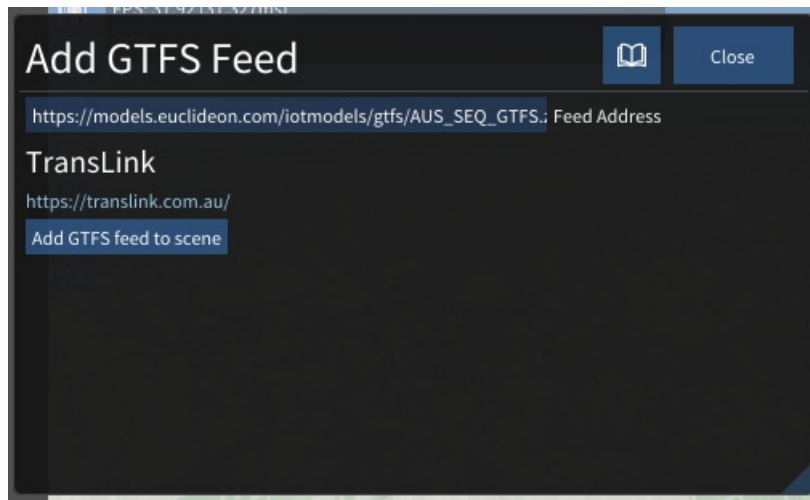 Add GTFS Feed
Close
https://models.euclideon.com/iotmodels/gtfs/AUS_SEQ_GTFS. Feed Address
TransLink
https://translink.com.au/
Add GTFS feed to scene